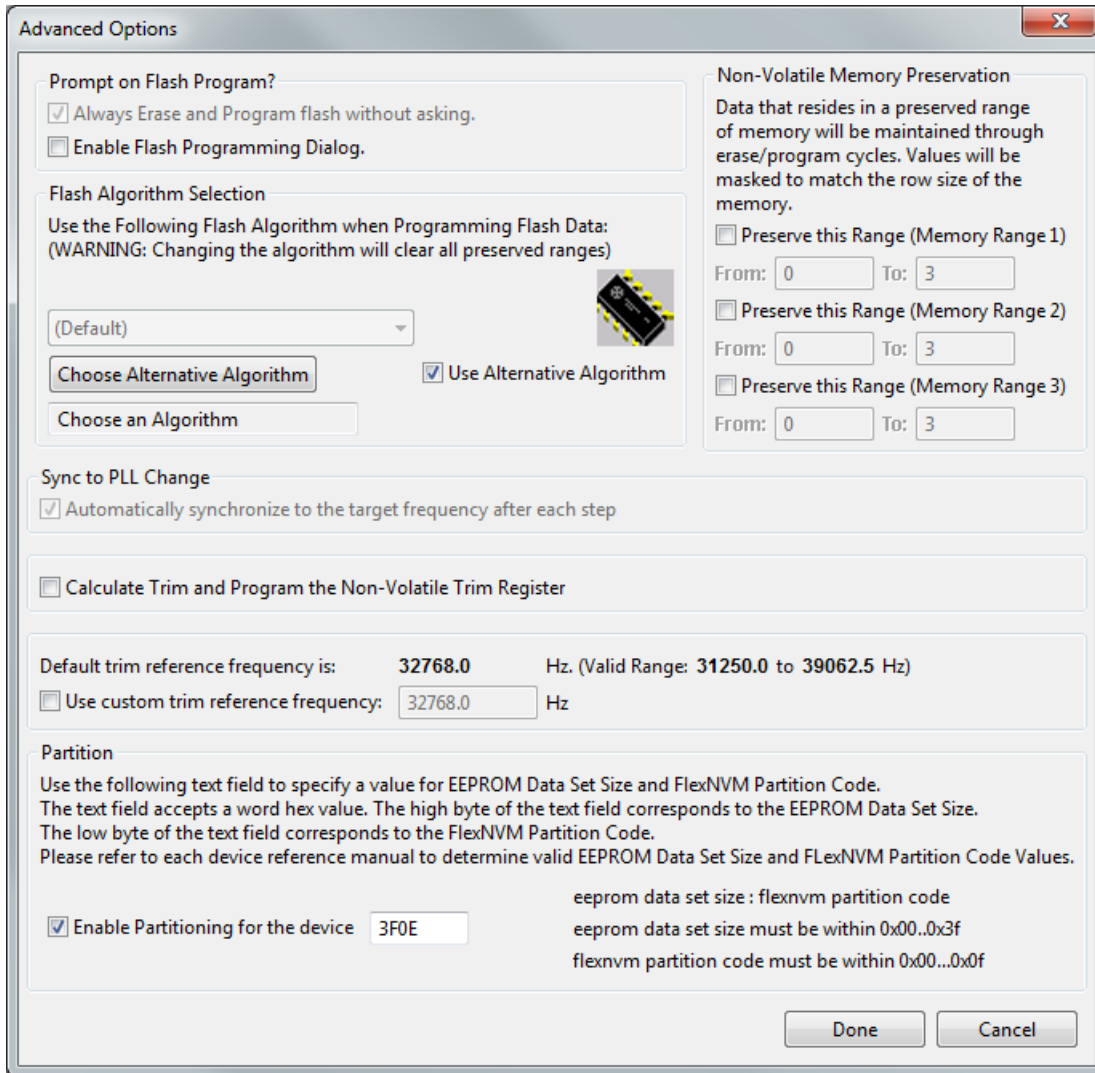 Advanced Options
Prompt on Flash Program?
Always Erase and Program flash without asking.
Enable Flash Programming Dialog.
Flash Algorithm Selection
Use the Following Flash Algorithm when Programming Flash Data:
(WARNING: Changing the algorithm will clear all preserved ranges)
(Default)
Choose Alternative Algorithm
Use Alternative Algorithm
Choose an Algorithm
Non-Volatile Memory Preservation
Data that resides in a preserved range
of memory will be maintained through
erase/program cycles. Values will be
masked to match the row size of the
memory.
Preserve this Range (Memory Range 1)
From: 0 To: 3
Preserve this Range (Memory Range 2)
From: 0 To: 3
Preserve this Range (Memory Range 3)
From: 0 To: 3
Sync to PLL Change
Automatically synchronize to the target frequency after each step
Calculate Trim and Program the Non-Volatile Trim Register
Default trim reference frequency is: 32768.0 Hz. (Valid Range: 31250.0 to 39062.5 Hz)
Use custom trim reference frequency: 32768.0 Hz
Partition
Use the following text field to specify a value for EEPROM Data Set Size and FlexNVM Partition Code.
The text field accepts a word hex value. The high byte of the text field corresponds to the EEPROM Data Set Size.
The low byte of the text field corresponds to the FlexNVM Partition Code.
Please refer to each device reference manual to determine valid EEPROM Data Set Size and FLexNVM Partition Code Values.
Enable Partitioning for the device 3F0E
eeprom data set size : flexnvm partition code
eeprom data set size must be within 0x00..0x3f
flexnvm partition code must be within 0x00...0x0f
Done
Cancel